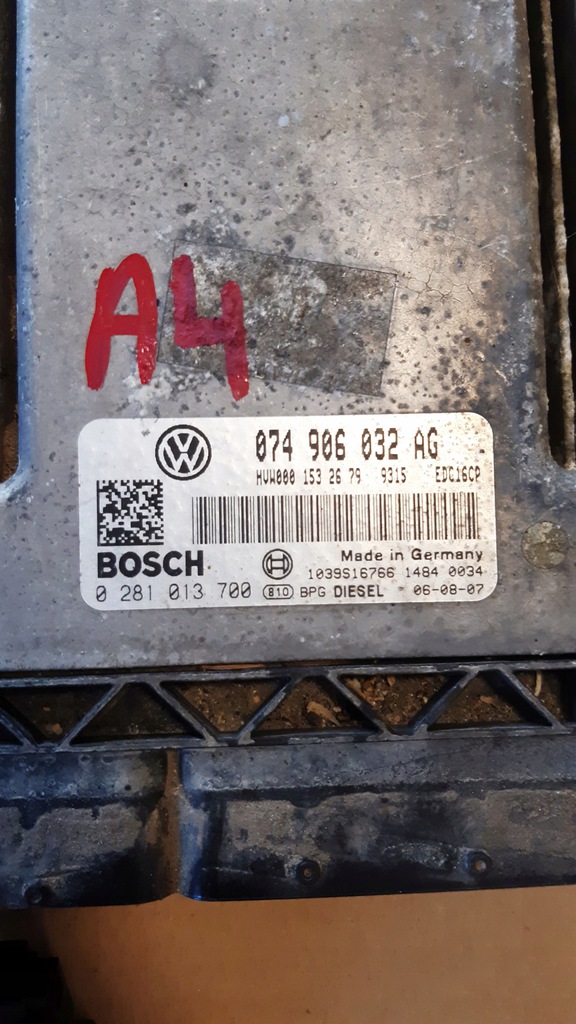 A4
074 906 032 AG
HVW000 153 26 79 9315 EDC16CP
BOSCH
Made in Germany
1039S16766 1484 0034
0 281 013 700 810 BPG DIESEL 06-08-07